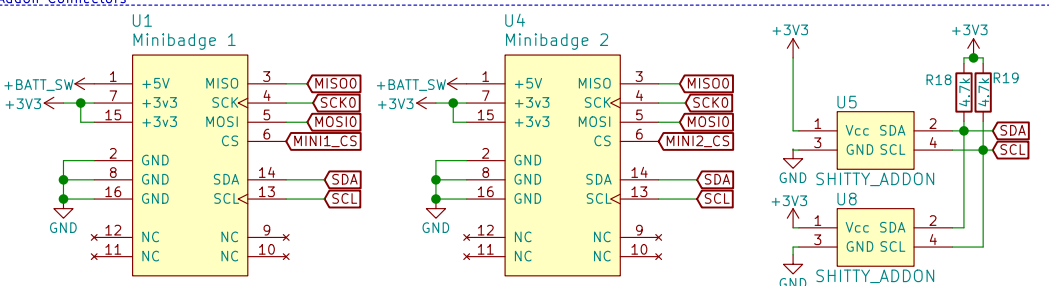 Addon Connectors
U1
Minibadge 1
+BATT_SW 1 +5V MISO 3 MISO0
+3V3 7 +3v3 SCK 4 SCK0
15 +3v3 MOSI 5 MOSI0
CS 6 MINI1_CS
2 GND
8 GND SDA 14 SDA
16 GND SCL 13 SCL
GND
12 NC NC 9
11 NC NC 10
U4
Minibadge 2
+BATT_SW 1 +5V MISO 3 MISO0
+3V3 7 +3v3 SCK 4 SCK0
15 +3v3 MOSI 5 MOSI0
CS 6 MINI2_CS
2 GND
8 GND SDA 14 SDA
16 GND SCL 13 SCL
GND
12 NC NC 9
11 NC NC 10
+3V3
+3V3
R18 4.7k
4.7k R19
U5
1 Vcc SDA 2 SDA
3 GND SCL 4 SCL
GND
SHITTY_ADDON
+3V3
U8
1 Vcc SDA 2
3 GND SCL 4
GND
SHITTY_ADDON